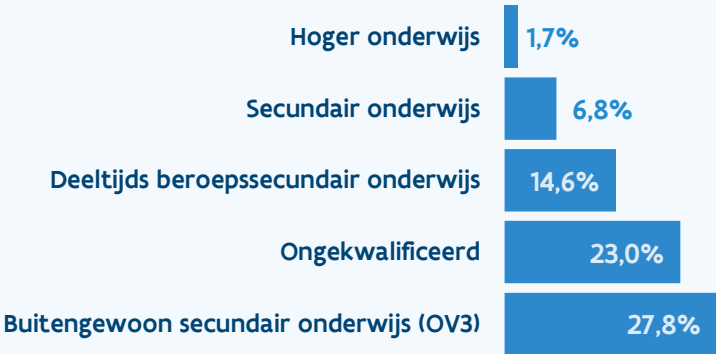 Hoger onderwijs 1,7%
Secundair onderwijs 6,8%
Deeltijds beroepssecundair onderwijs 14,6%
Ongekwalificeerd 23,0%
Buitengewoon secundair onderwijs (OV3) 27,8%